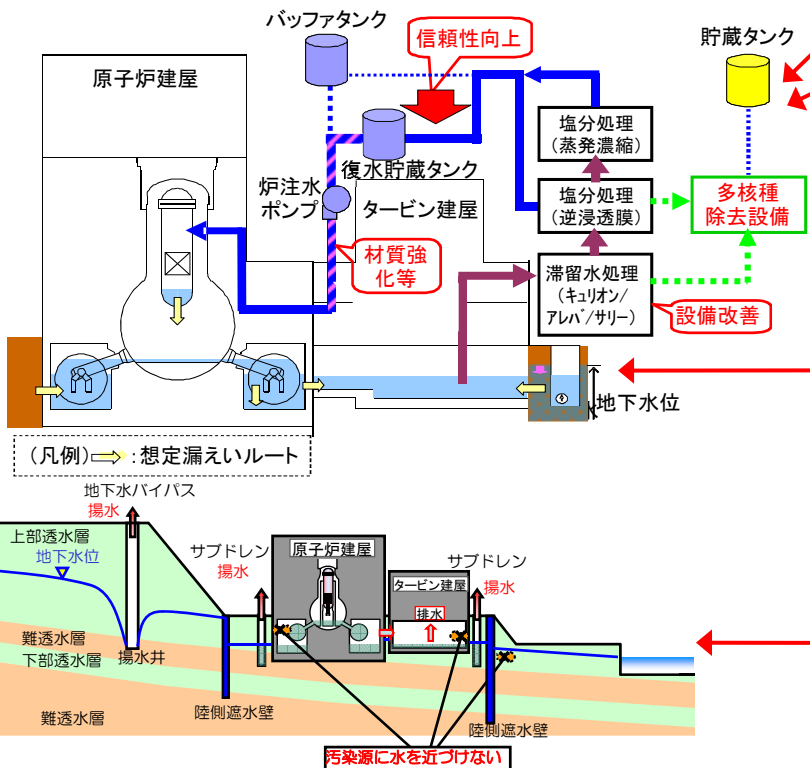 バッファタンク
信頼性向上
貯蔵タンク
原子炉建屋
塩分処理
(蒸発濃縮)
復水貯蔵タンク
炉注水
ポンプ
タービン建屋
塩分処理
(逆浸透膜)
多核種
除去設備
材質強
化等
滞留水処理
(キュリオン/
アレバ/サリー)
設備改善
地下水位
(凡例) :想定漏えいルート
地下水バイパス
揚水
上部透水層
地下水位
サブドレン
揚水
原子炉建屋
サブドレン
揚水
タービン建屋
排水
難透水層
下部透水層
揚水井
難透水層
陸側遮水壁
陸側遮水壁
汚染源に水を近づけない